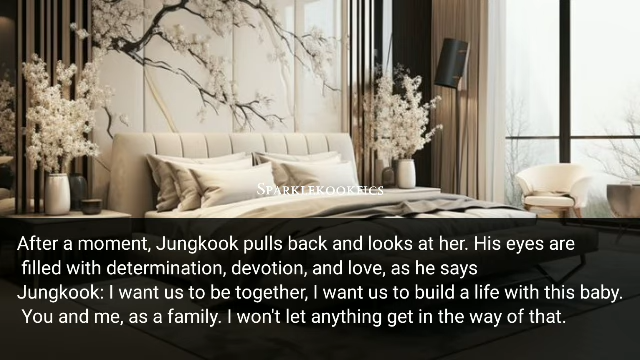 SPARKLEKOOKFICS
After a moment, Jungkook pulls back and looks at her. His eyes are
filled with determination, devotion, and love, as he says
Jungkook: I want us to be together, I want us to build a life with this baby.
You and me, as a family. I won't let anything get in the way of that.